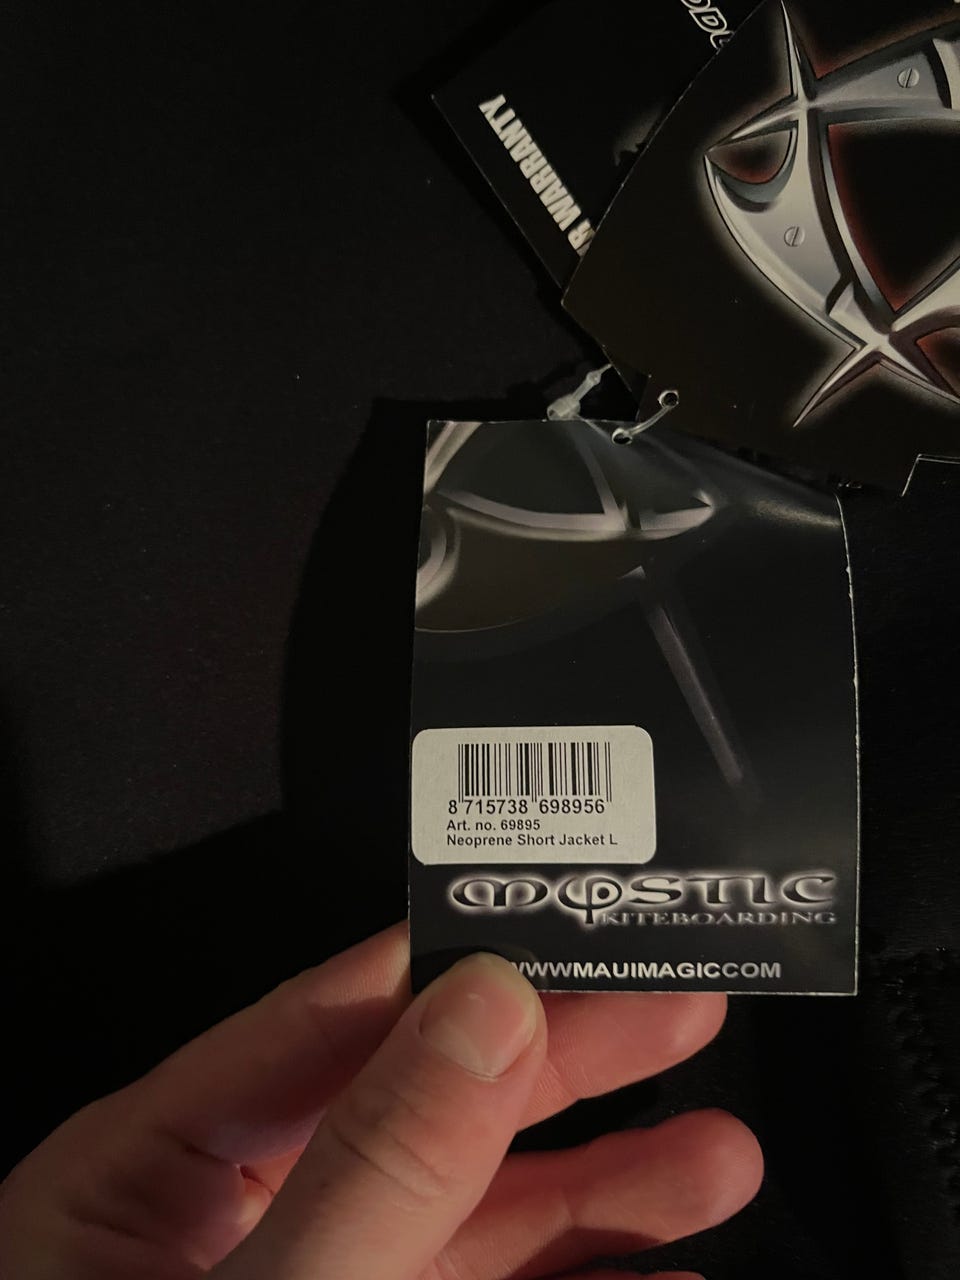 WARRANTY
8 715738 698956
Art. no. 69895
Neoprene Short Jacket L
MYSTIC
KITEBOARDING
WWWMAUIMAGICCOM